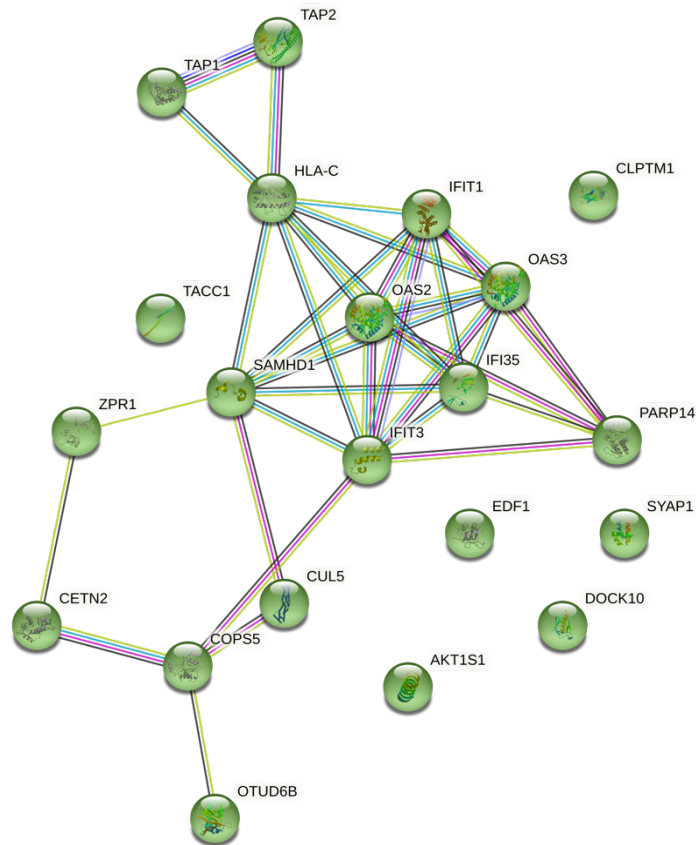 TAP2
TAP1
HLA-C
IFIT1
CLPTM1
OAS3
OAS2
TACC1
IFI35
SAMHD1
PARP14
ZPR1
IFIT3
EDF1
SYAP1
CUL5
CETN2
DOCK10
COPS5
AKT1S1
OTUD6B